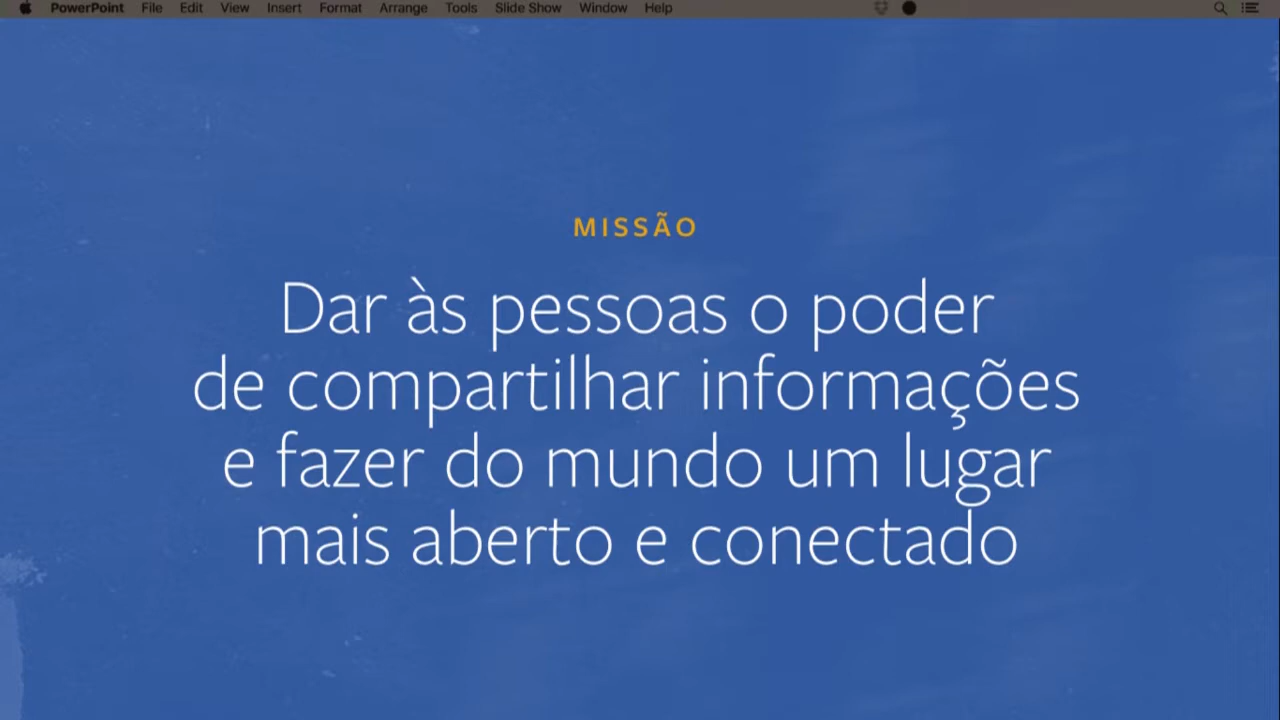 PowerPoint File Edit View Insert Format Arrange Tools Slide Show Window Help
MISSÃO
Dar às pessoas o poder
de compartilhar informações
e fazer do mundo um lugar
mais aberto e conectado